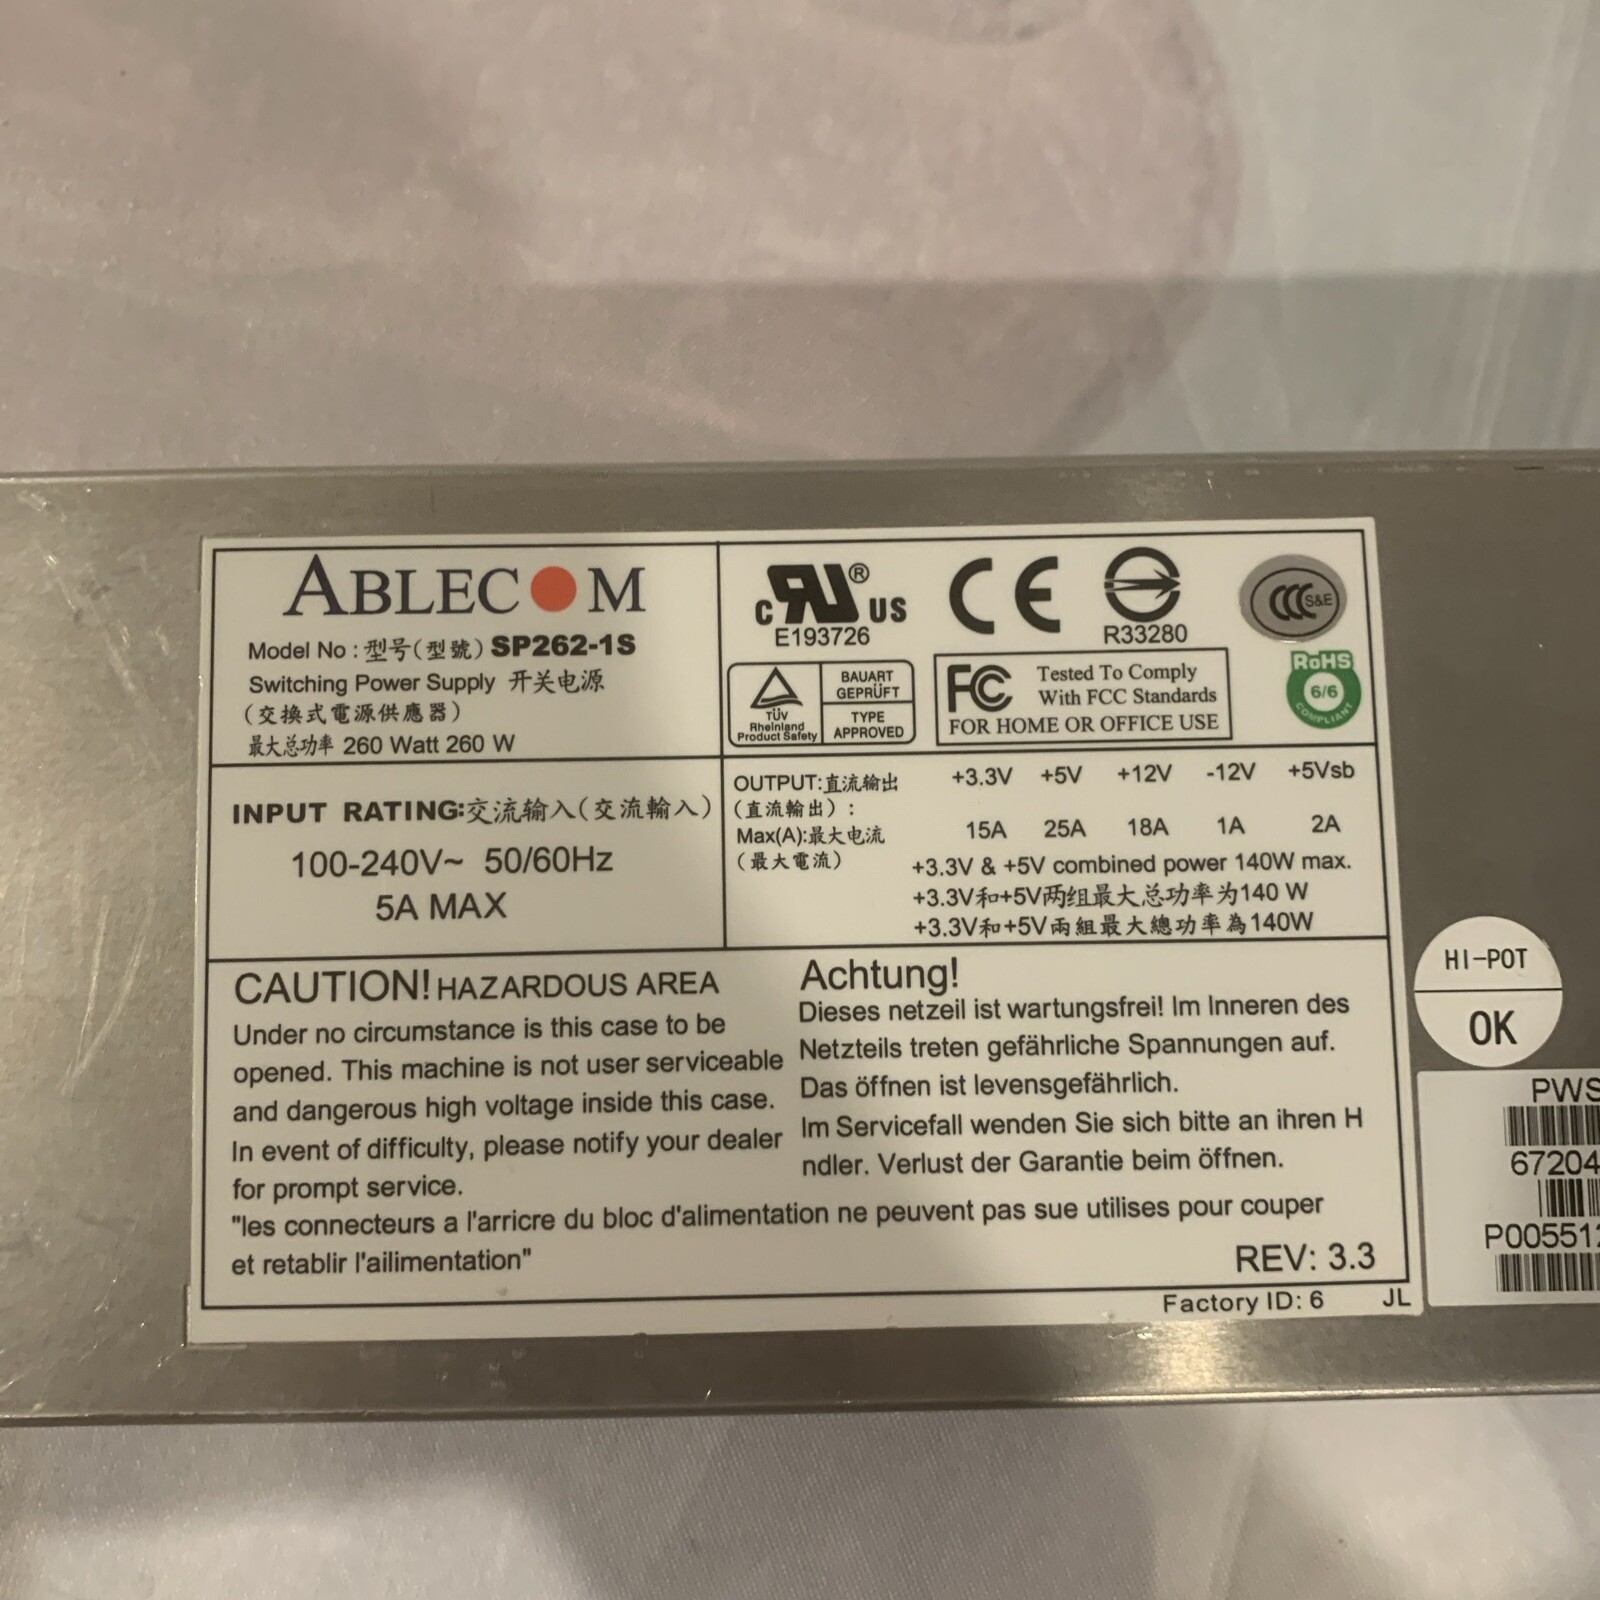 ABLECOM
Model No : 型号(型號) SP262-1S
Switching Power Supply 开关电源
(交換式電源供應器)
最大总功率 260 Watt 260 W
c RU ® US
E193726
CE
R33280
CCC S&E
TÜV
Rheinland
Product Safety
BAUART
GEPRÜFT
TYPE
APPROVED
FC Tested To Comply
With FCC Standards
FOR HOME OR OFFICE USE
RoHS
6/6
COMPLIANT
INPUT RATING:交流输入(交流輸入)
100-240V~ 50/60Hz
5A MAX
OUTPUT:直流输出 +3.3V +5V +12V -12V +5Vsb
(直流輸出) :
Max(A):最大电流 15A 25A 18A 1A 2A
(最大電流)
+3.3V & +5V combined power 140W max.
+3.3V和+5V两组最大总功率为140 W
+3.3V和+5V兩組最大總功率為140W
CAUTION! HAZARDOUS AREA
Under no circumstance is this case to be
opened. This machine is not user serviceable
and dangerous high voltage inside this case.
In event of difficulty, please notify your dealer
for prompt service.
Achtung!
Dieses netzeil ist wartungsfrei! Im Inneren des
Netzteils treten gefährliche Spannungen auf.
Das öffnen ist levensgefährlich.
Im Servicefall wenden Sie sich bitte an ihren H
ndler. Verlust der Garantie beim öffnen.
"les connecteurs a l'arricre du bloc d'alimentation ne peuvent pas sue utilises pour couper
et retablir l'ailimentation"
REV: 3.3
Factory ID: 6 JL
HI-POT
OK
PWS
67204
P00551